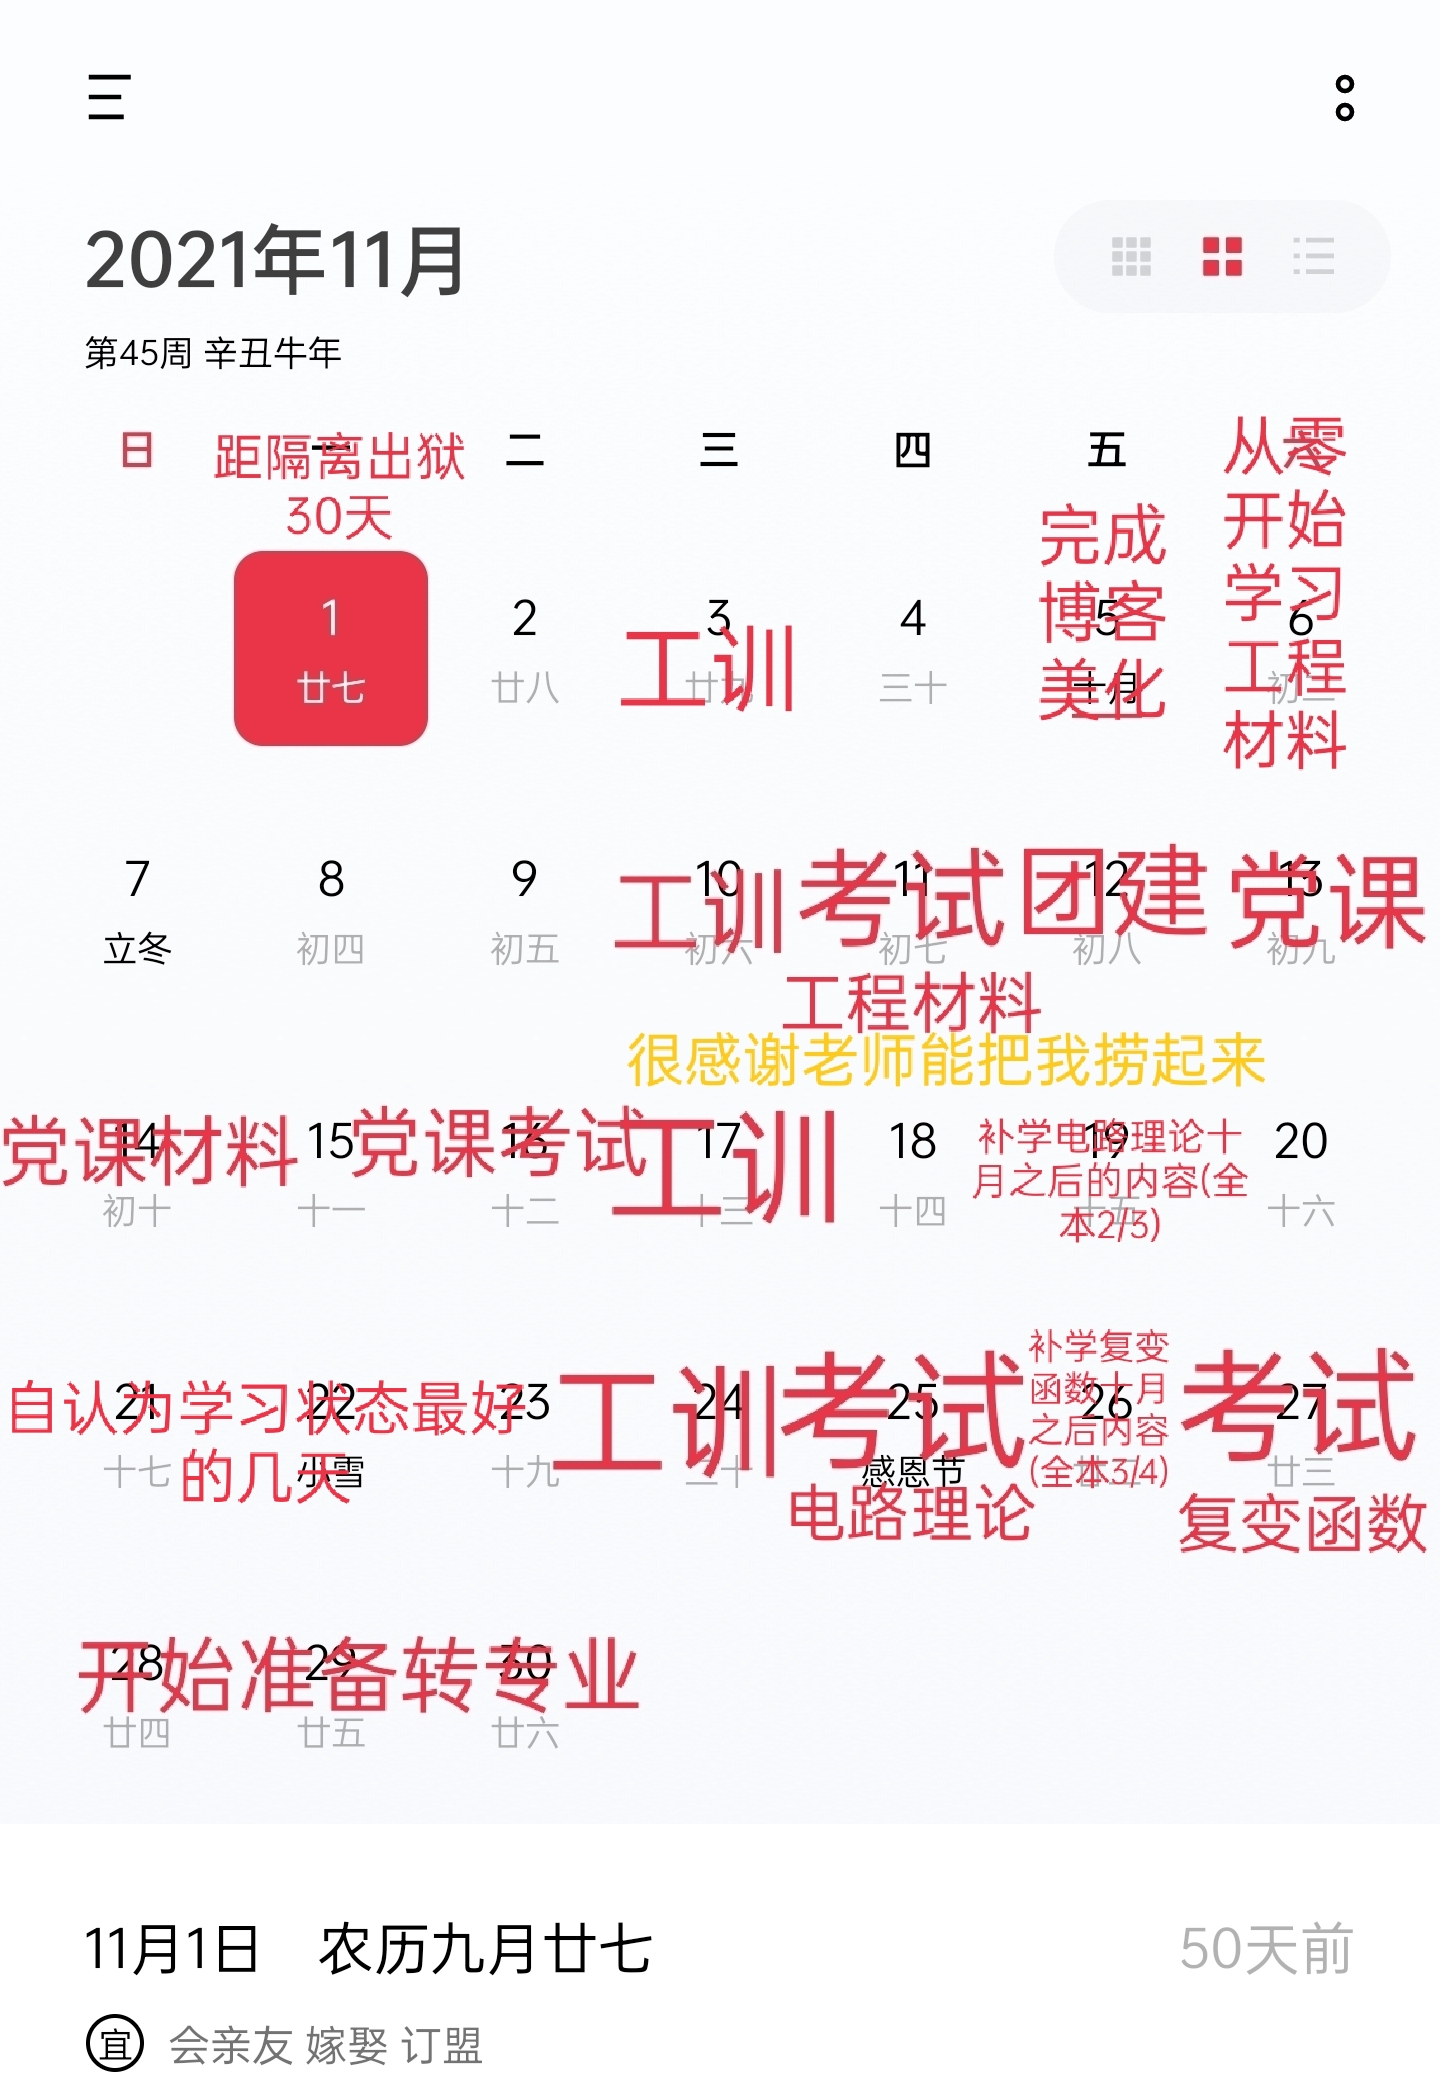 2021年11月
第45周 辛丑牛年
日 一 二 三 四 五 六
距隔离出狱
30天
1 2 3 4 5 6
廿七 廿八 廿九 三十 十月 初二
工训
完成
博客
美化
从零
开始
学习
工程
材料
7 8 9 10 11 12 13
立冬 初四 初五 初六 初七 初八 初九
工训 考试 团建 党课
工程材料
很感谢老师能把我捞起来
14 15 16 17 18 19 20
初十 十一 十二 十三 十四 十五 十六
党课材料 党课考试 工训
补学电路理论十
月之后的内容(全
本2/3)
21 22 23 24 25 26 27
十七 小雪 十九 二十 感恩节 廿二 廿三
自认为学习状态最好
的几天
工训 考试
电路理论
补学复变
函数十月
之后内容
(全本3/4)
考试
复变函数
28 29 30
廿四 廿五 廿六
开始准备转专业
11月1日 农历九月廿七 50天前
宜 会亲友 嫁娶 订盟